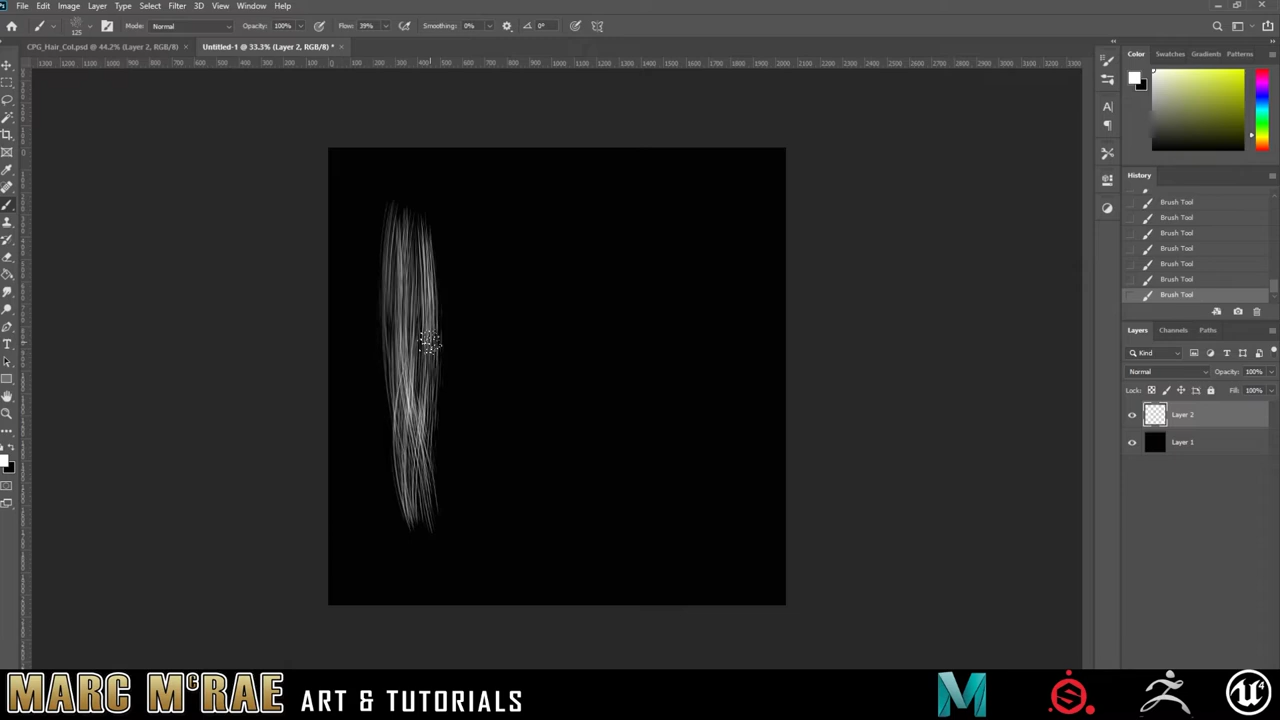 File Edit Image Layer Type Select Filter 3D View Window Help
Mode: Normal Opacity: 100% Flow: 39% Smoothing: 0% 0°
125
CPG_Hair_Col.psd @ 44.2% (Layer 2, RGB/8) × Untitled-1 @ 33.3% (Layer 2, RGB/8) * ×
Color Swatches Gradients Patterns
History
Brush Tool
Brush Tool
Brush Tool
Brush Tool
Brush Tool
Brush Tool
Brush Tool
Layers Channels Paths
Kind
Normal Opacity: 100%
Lock: Fill: 100%
Layer 2
Layer 1
MARC McRAE ART & TUTORIALS